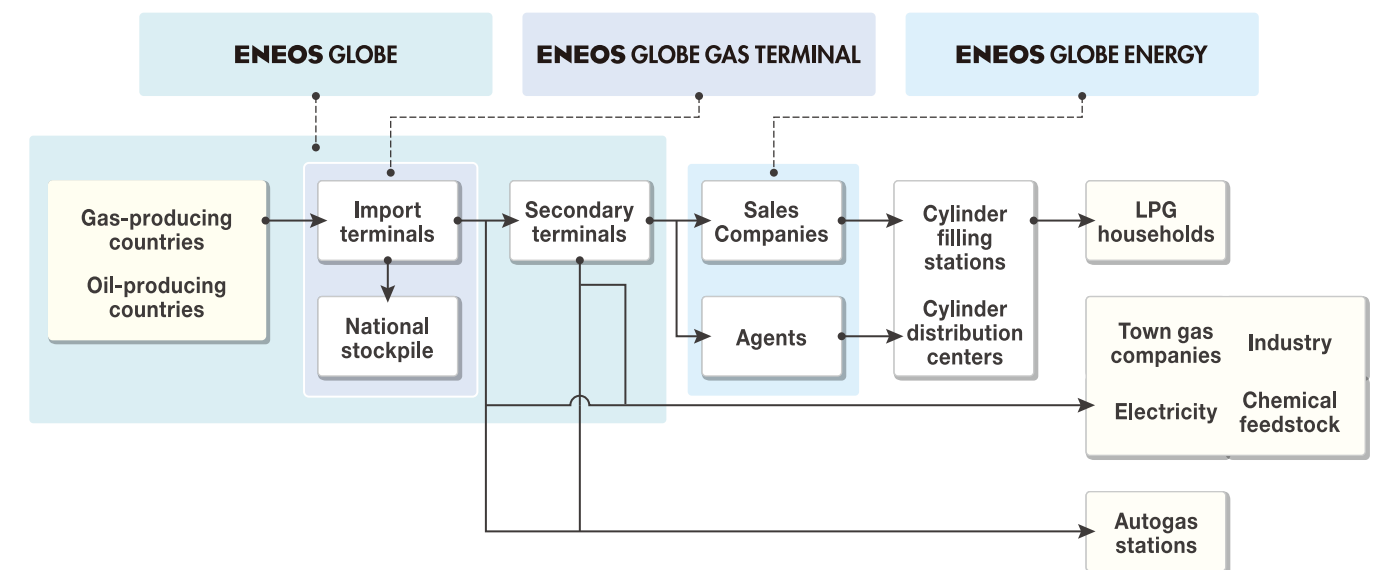 ENEOS GLOBE
ENEOS GLOBE GAS TERMINAL
ENEOS GLOBE ENERGY
Gas-producing
countries
Oil-producing
countries
Import
terminals
National
stockpile
Secondary
terminals
Sales
Companies
Agents
Cylinder
filling
stations
Cylinder
distribution
centers
LPG
households
Town gas
companies
Industry
Electricity
Chemical
feedstock
Autogas
stations